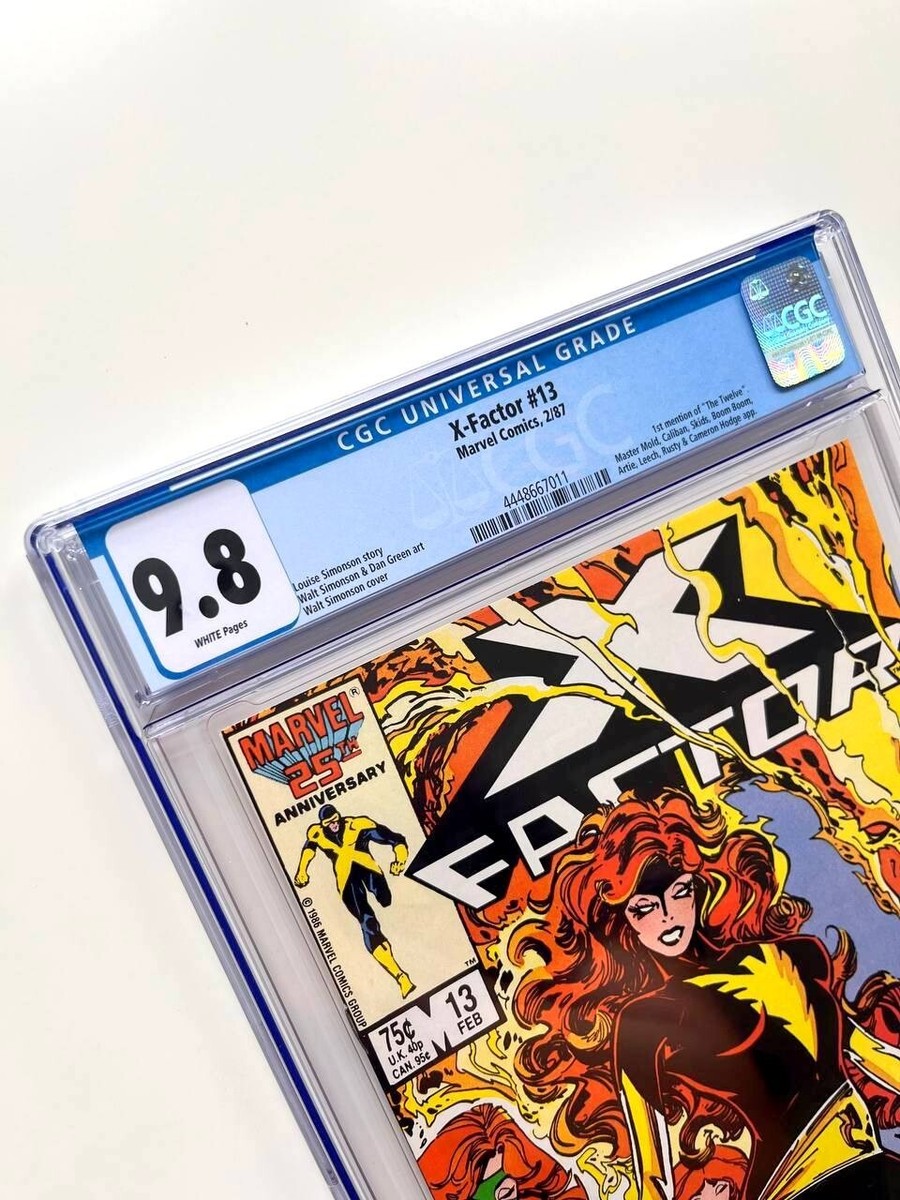 CGC UNIVERSAL GRADE
X-Factor #13
Marvel Comics, 2/87
CGC
CGC
9.8
WHITE Pages
Louise Simonson story
Walt Simonson & Dan Green art
Walt Simonson cover
4448667011
1st mention of "The Twelve".
Master Mold, Caliban, Skids, Boom Boom,
Artie, Leech, Rusty & Cameron Hodge app.
MARVEL®
25TH
ANNIVERSARY
© 1986 MARVEL COMICS GROUP
TM
75¢
U.K. 40p
CAN. 95¢
13
FEB
X
FACTOR